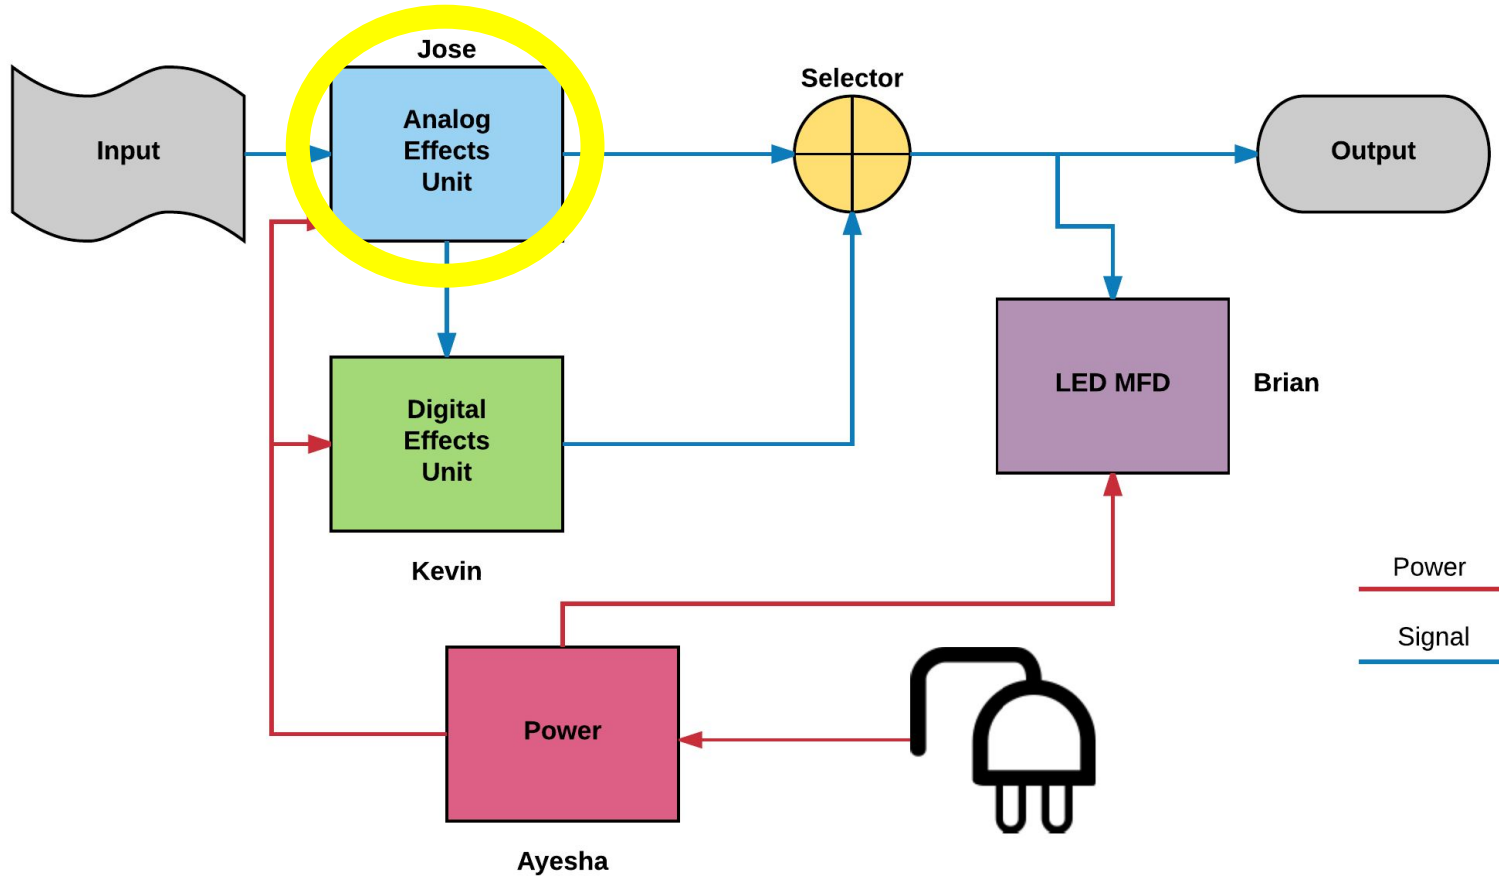 Jose
Selector
Input
Analog
Effects
Unit
Output
Digital
Effects
Unit
LED MFD
Brian
Kevin
Power
Signal
Power
Ayesha